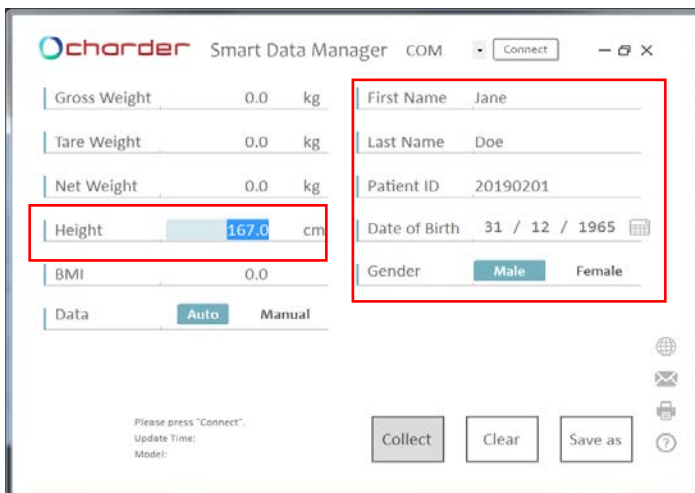 charder Smart Data Manager COM Connect
Gross Weight 0.0 kg
Tare Weight 0.0 kg
Net Weight 0.0 kg
Height 167.0 cm
BMI 0.0
Data Auto Manual
First Name Jane
Last Name Doe
Patient ID 20190201
Date of Birth 31 / 12 / 1965
Gender Male Female
Please press "Connect".
Update Time:
Model:
Collect Clear Save as